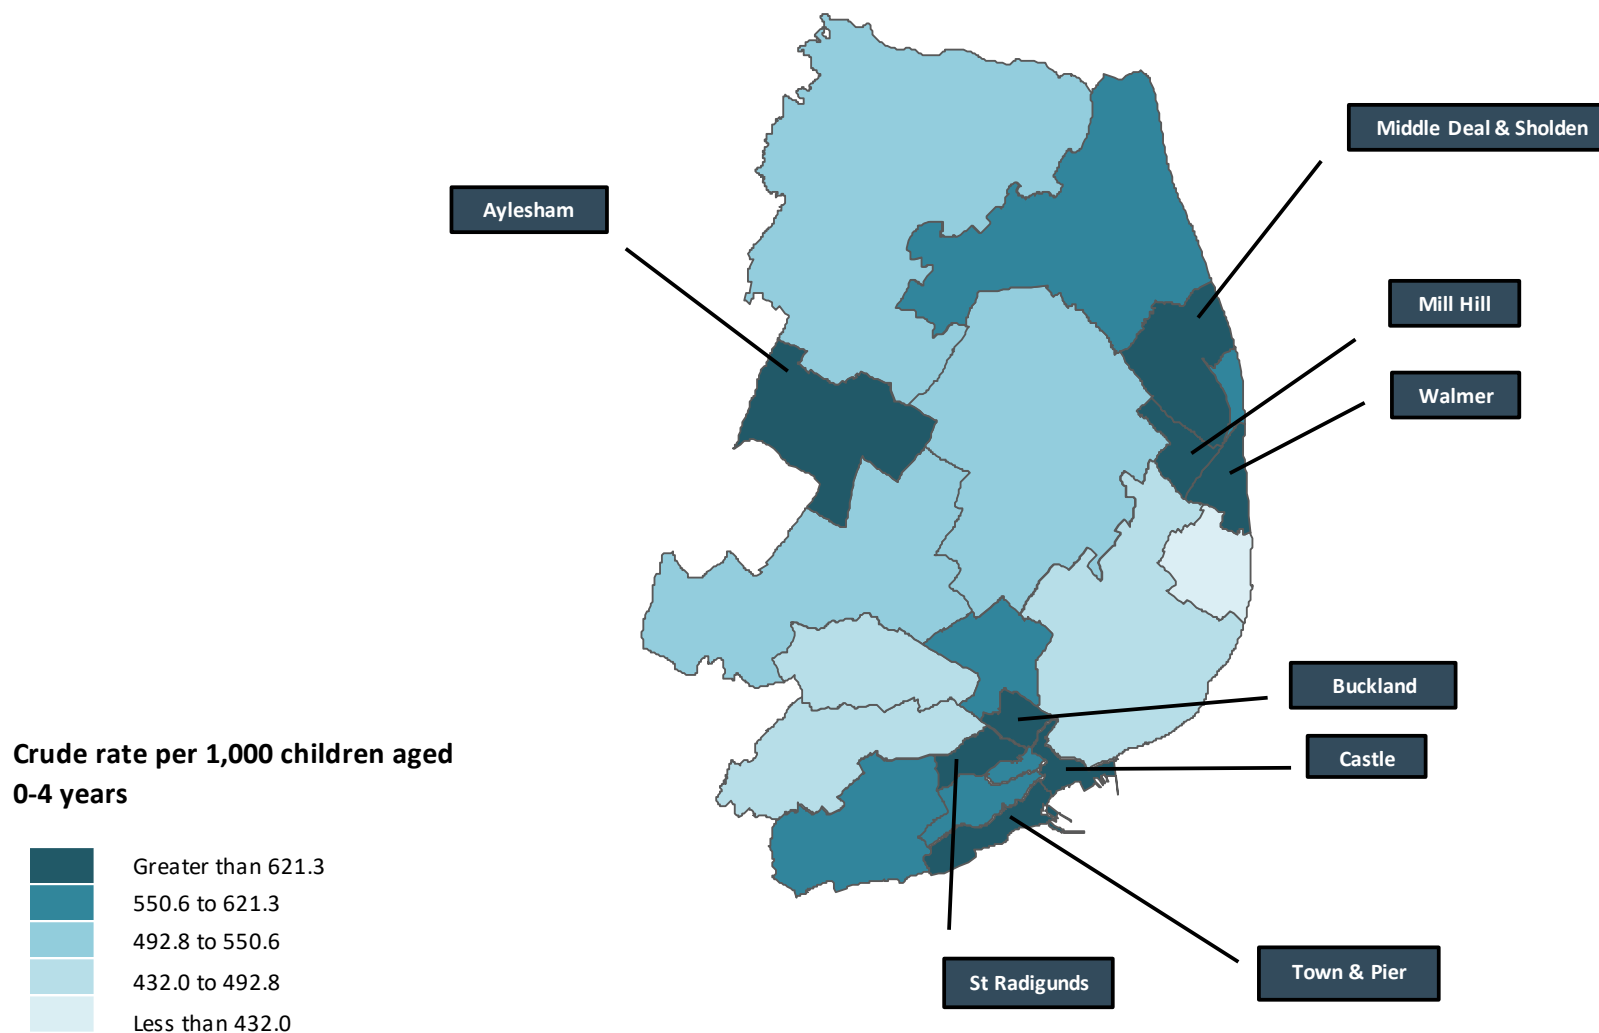 Middle Deal & Sholden
Aylesham
Mill Hill
Walmer
Buckland
Castle
Crude rate per 1,000 children aged
0-4 years
Greater than 621.3
550.6 to 621.3
492.8 to 550.6
432.0 to 492.8
Less than 432.0
St Radigunds
Town & Pier